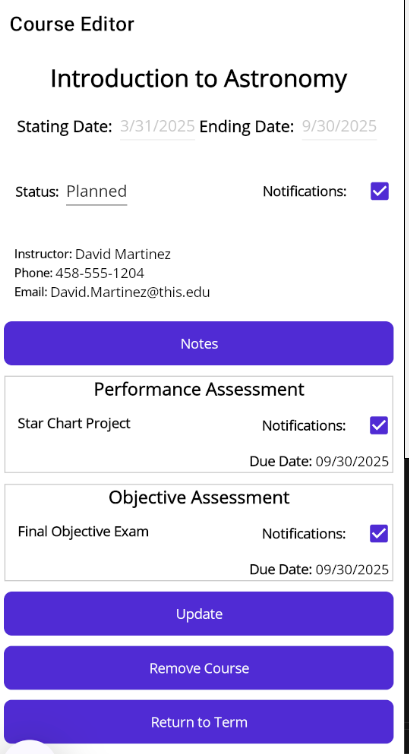 Course Editor
Introduction to Astronomy
Stating Date: 3/31/2025 Ending Date: 9/30/2025
Status: Planned Notifications:
Instructor: David Martinez
Phone: 458-555-1204
Email: David.Martinez@this.edu
Notes
Performance Assessment
Star Chart Project Notifications:
Due Date: 09/30/2025
Objective Assessment
Final Objective Exam Notifications:
Due Date: 09/30/2025
Update
Remove Course
Return to Term